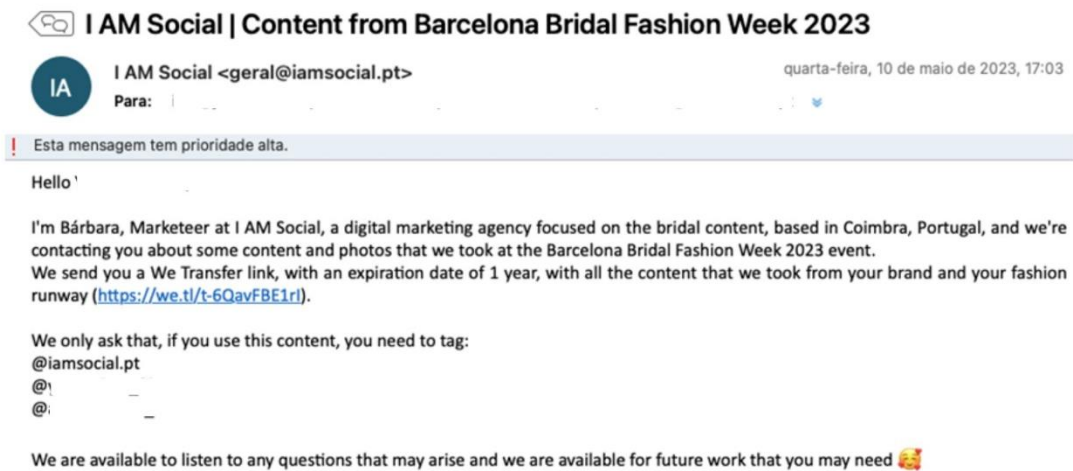 I AM Social | Content from Barcelona Bridal Fashion Week 2023
IA
I AM Social <geral@iamsocial.pt>
quarta-feira, 10 de maio de 2023, 17:03
Para:
! Esta mensagem tem prioridade alta.
Hello
I'm Bárbara, Marketeer at I AM Social, a digital marketing agency focused on the bridal content, based in Coimbra, Portugal, and we're
contacting you about some content and photos that we took at the Barcelona Bridal Fashion Week 2023 event.
We send you a We Transfer link, with an expiration date of 1 year, with all the content that we took from your brand and your fashion
runway (https://we.tl/t-6QavFBE1rI).
We only ask that, if you use this content, you need to tag:
@iamsocial.pt
@
@
We are available to listen to any questions that may arise and we are available for future work that you may need 🥰